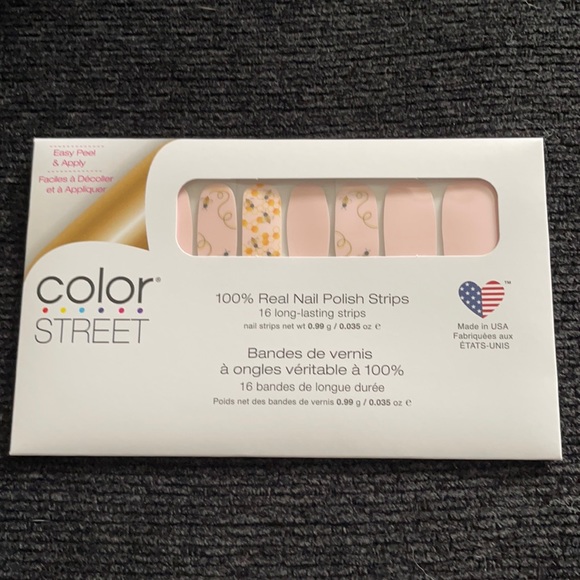 Easy Peel
& Apply
Faciles à Décoller
et à Appliquer
color®
STREET
100% Real Nail Polish Strips
16 long-lasting strips
nail strips net wt 0.99 g / 0.035 oz e
Bandes de vernis
à ongles véritable à 100%
16 bandes de longue durée
Poids net des bandes de vernis 0.99 g / 0.035 oz e
TM
Made in USA
Fabriquées aux
ÉTATS-UNIS